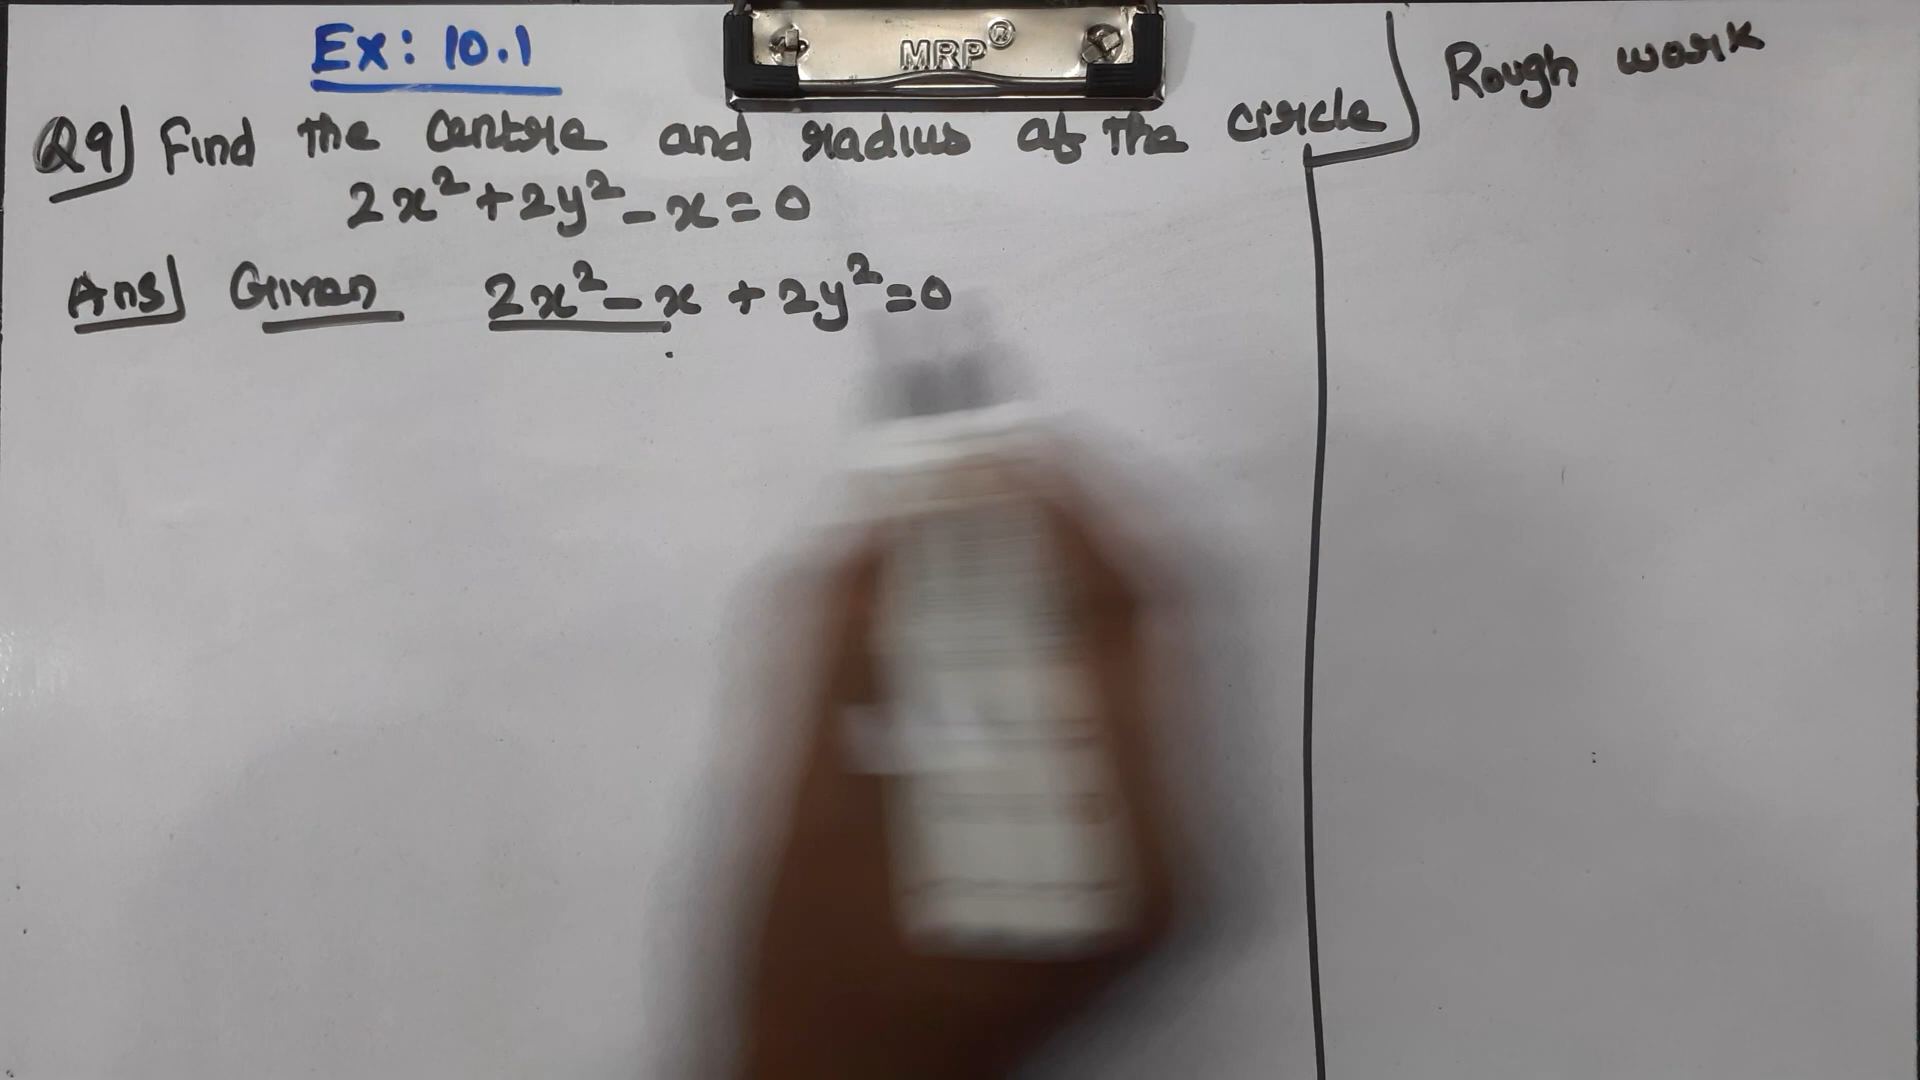 Ex: 10.1
MRP®
Rough work
Q9) Find the centre and radius of the circle
2x²+2y²-x=0
Ans) Given 2x²-x+2y²=0